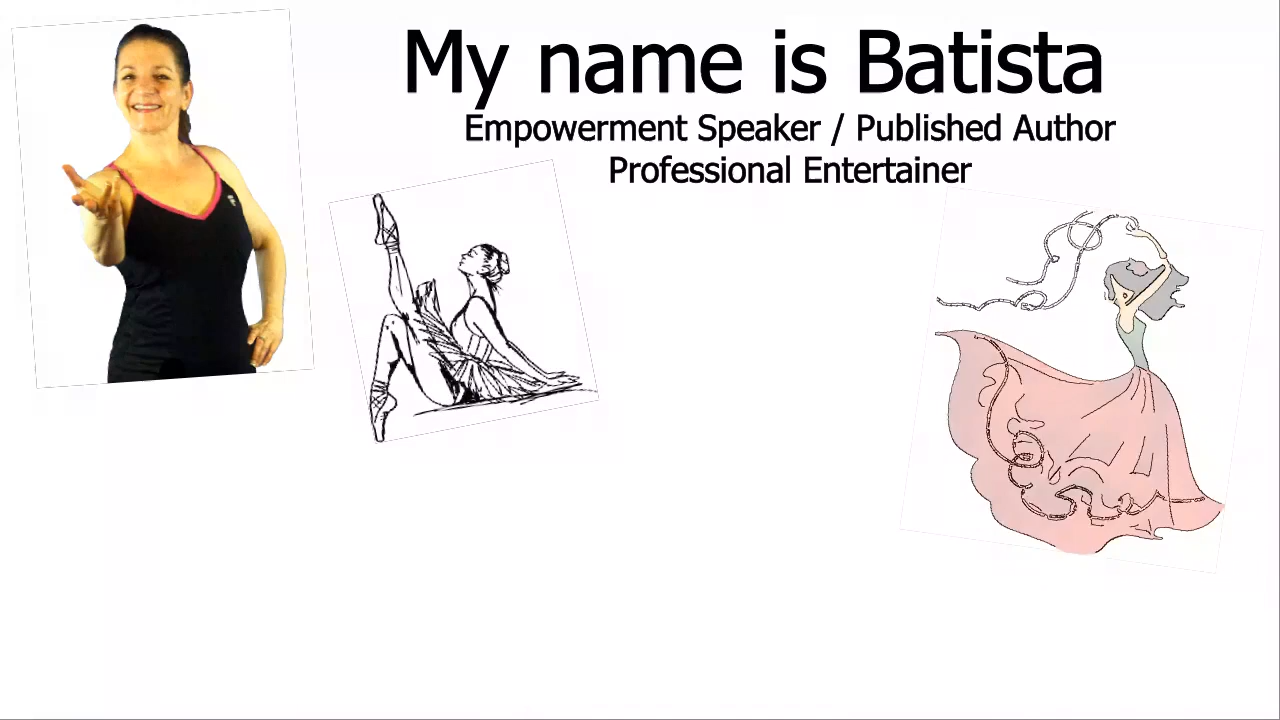 My name is Batista
Empowerment Speaker / Published Author
Professional Entertainer